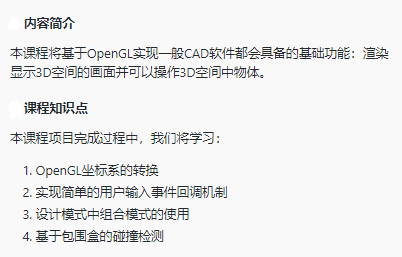 内容简介
本课程将基于OpenGL实现一般CAD软件都会具备的基础功能：渲染
显示3D空间的画面并可以操作3D空间中物体。
课程知识点
本课程项目完成过程中，我们将学习：
1. OpenGL坐标系的转换
2. 实现简单的用户输入事件回调机制
3. 设计模式中组合模式的使用
4. 基于包围盒的碰撞检测